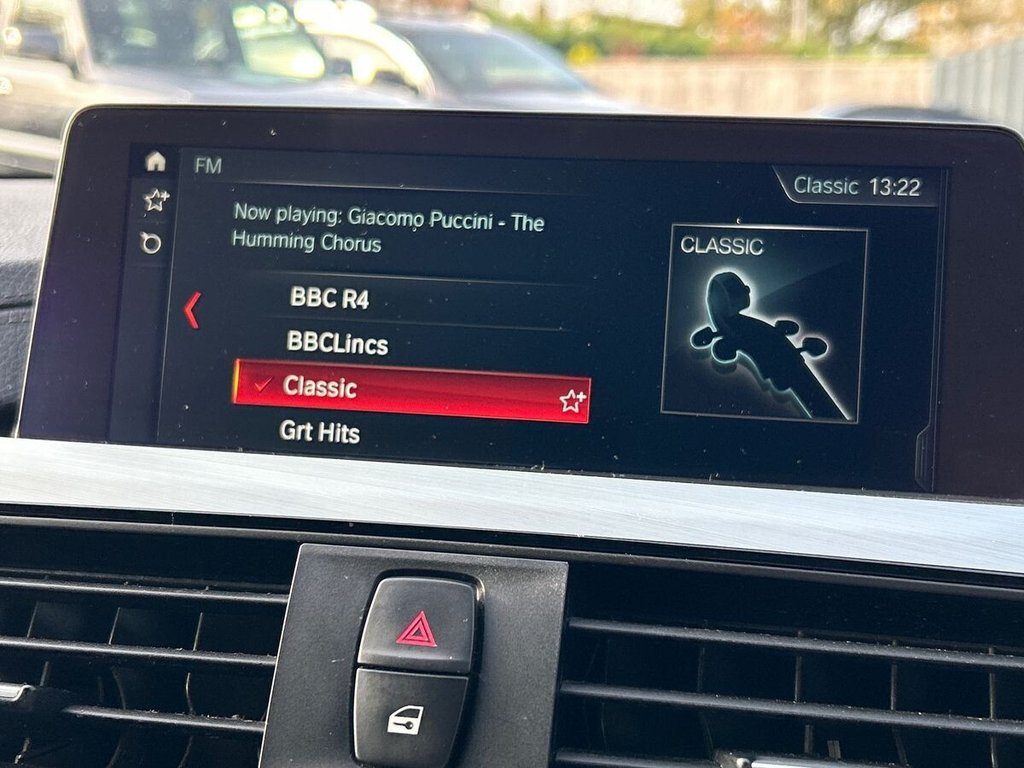 FM
Classic 13:22
Now playing: Giacomo Puccini - The
Humming Chorus
CLASSIC
BBC R4
BBCLincs
Classic
Grt Hits